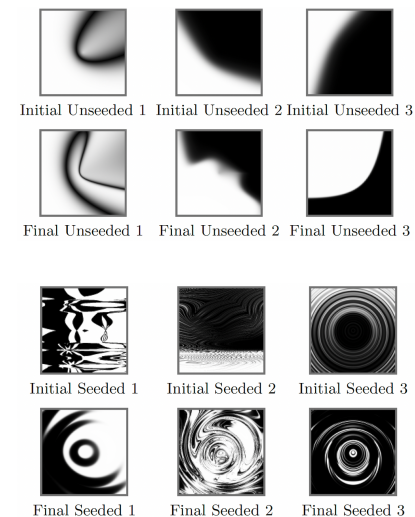 Initial Unseeded 1 Initial Unseeded 2 Initial Unseeded 3
Final Unseeded 1 Final Unseeded 2 Final Unseeded 3
Initial Seeded 1 Initial Seeded 2 Initial Seeded 3
Final Seeded 1 Final Seeded 2 Final Seeded 3